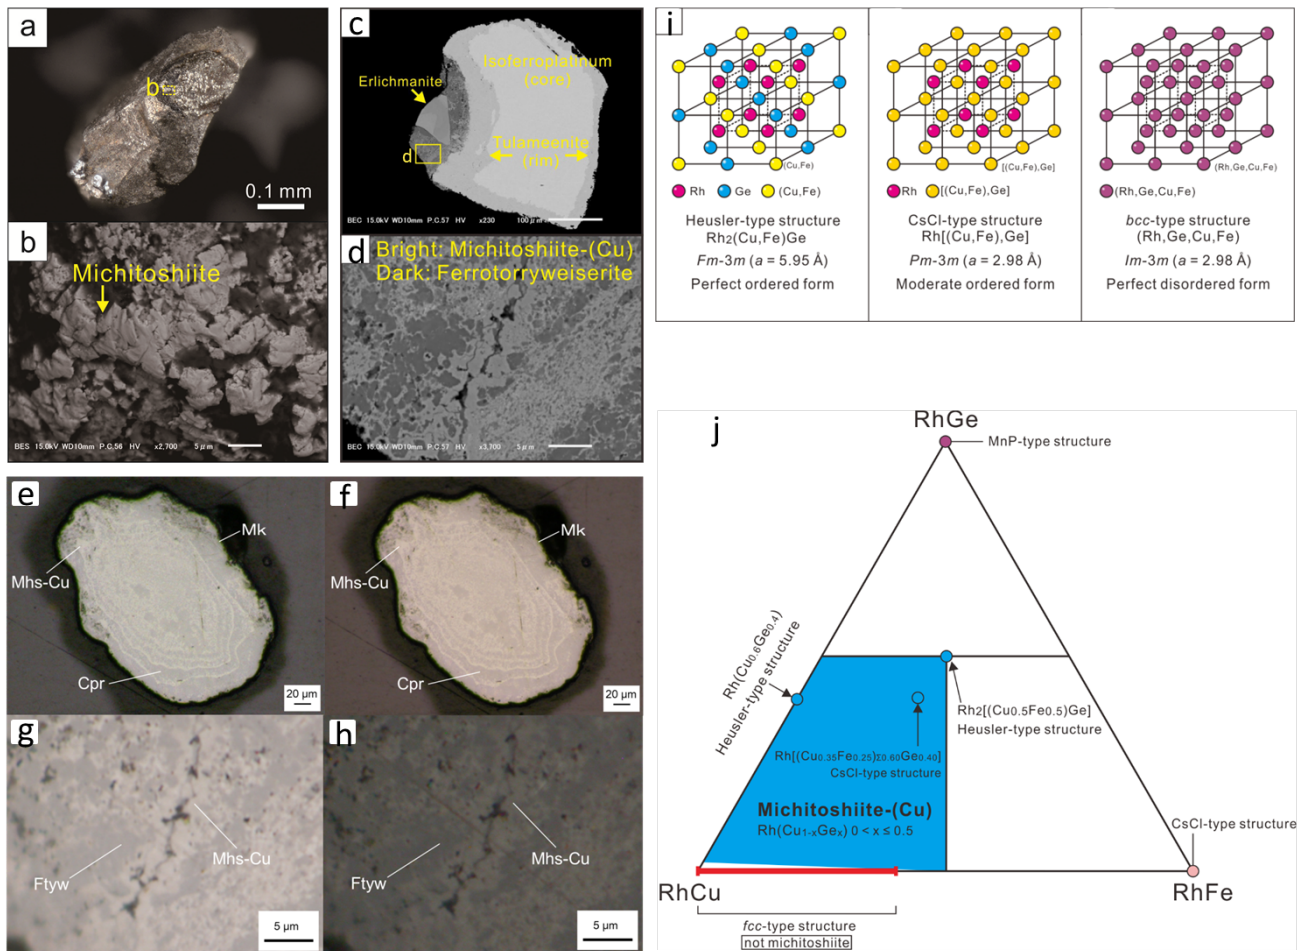 a
b
0.1 mm
b
Michitoshiite
BES 15.0kV WD10mm P.C.56 HV x2,700 5μm
c
Isoferroplatinum
(core)
Erlichmanite
d
Tulameenite
(rim)
BEC 15.0kV WD10mm P.C.57 HV x230 100μm
d
Bright: Michitoshiite-(Cu)
Dark: Ferrotorryweiserite
BEC 15.0kV WD10mm P.C.57 HV x3,700 5μm
e
Mk
Mhs-Cu
Cpr
20 μm
f
Mk
Mhs-Cu
Cpr
20 μm
g
Mhs-Cu
Ftyw
5 μm
h
Mhs-Cu
Ftyw
5 μm
i
(Cu,Fe)
Rh Ge (Cu,Fe)
Heusler-type structure
Rh2(Cu,Fe)Ge
Fm-3m (a = 5.95 Å)
Perfect ordered form
[(Cu,Fe),Ge]
Rh [(Cu,Fe),Ge]
CsCl-type structure
Rh[(Cu,Fe),Ge]
Pm-3m (a = 2.98 Å)
Moderate ordered form
(Rh,Ge,Cu,Fe)
(Rh,Ge,Cu,Fe)
bcc-type structure
(Rh,Ge,Cu,Fe)
Im-3m (a = 2.98 Å)
Perfect disordered form
j
RhGe
MnP-type structure
Rh(Cu0.6Ge0.4)
Heusler-type structure
Rh2[(Cu0.5Fe0.5)Ge]
Heusler-type structure
Rh[(Cu0.35Fe0.25)Σ0.60Ge0.40]
CsCl-type structure
Michitoshiite-(Cu)
Rh(Cu1-xGex) 0 < x ≤ 0.5
CsCl-type structure
RhCu
RhFe
fcc-type structure
not michitoshiite